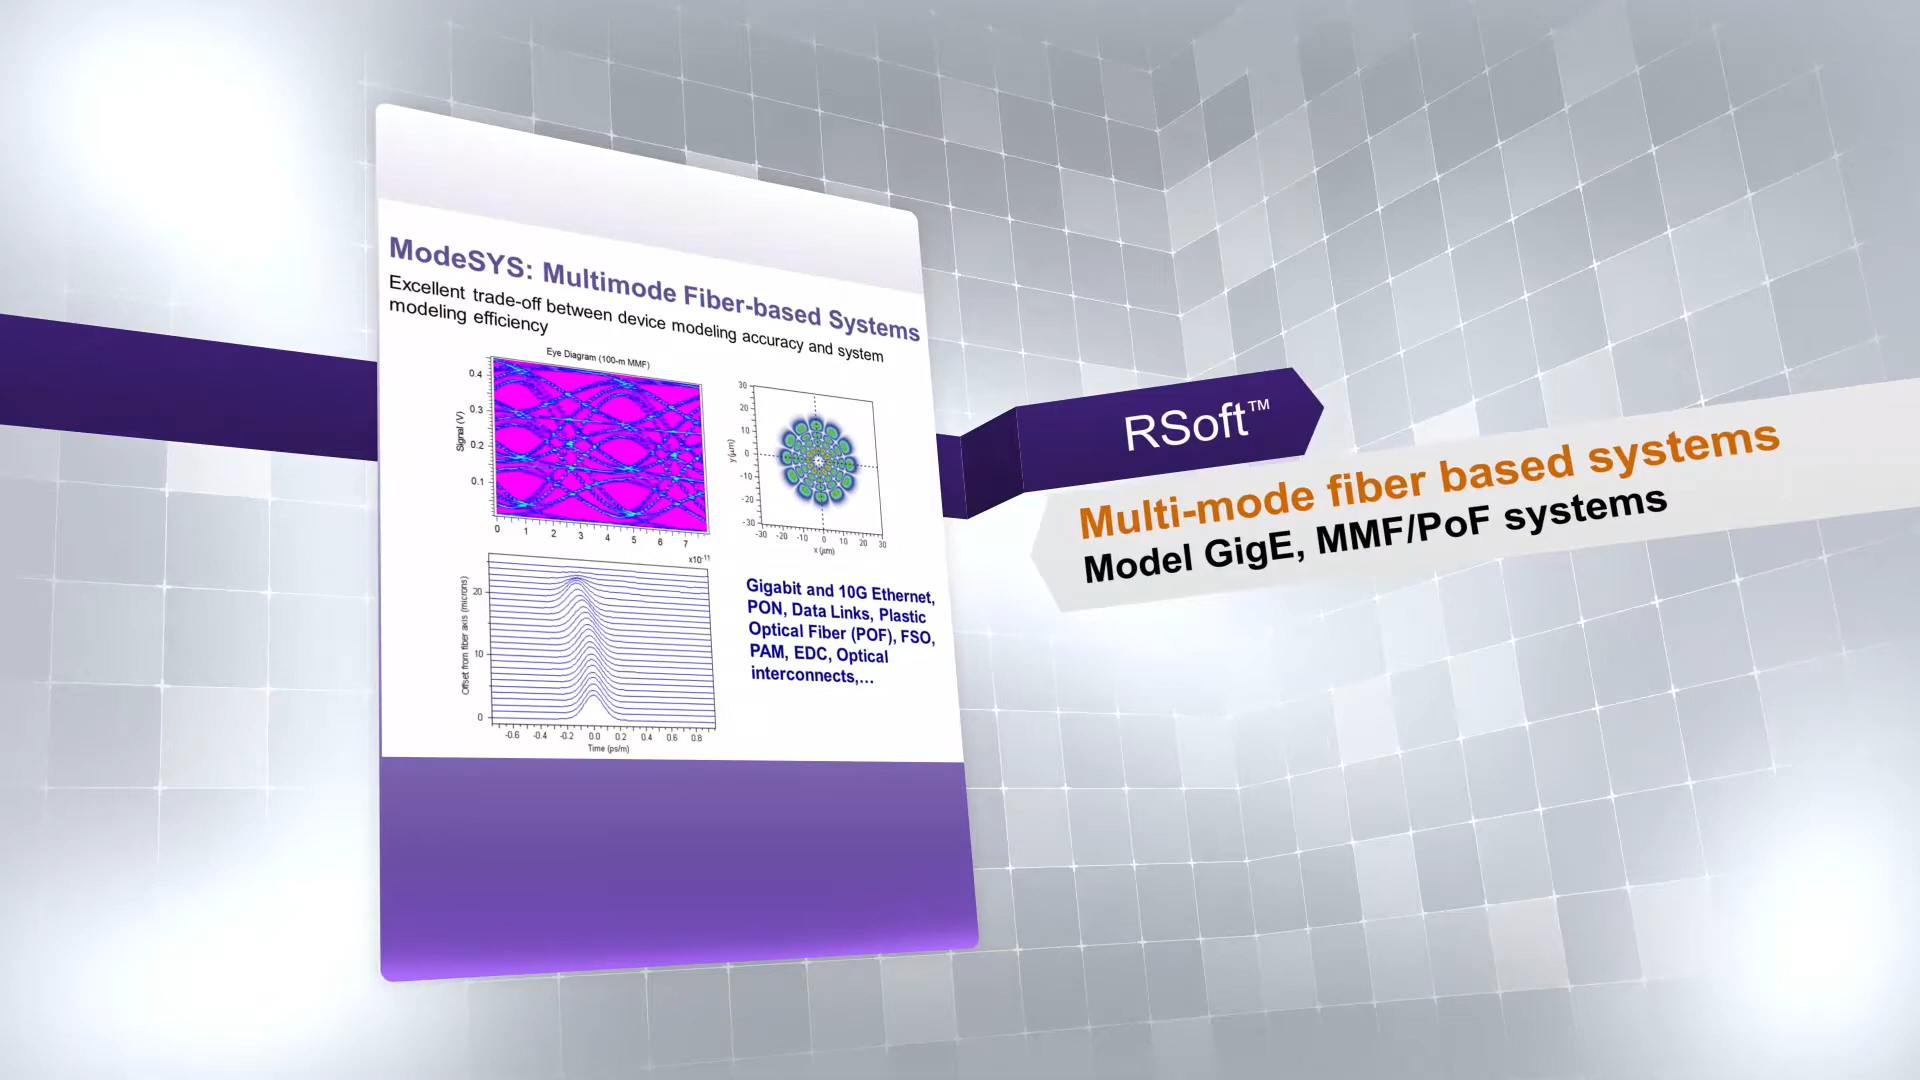 ModeSYS: Multimode Fiber-based Systems
Excellent trade-off between device modeling accuracy and system
modeling efficiency
Eye Diagram (100-m MMF)
Signal (V)
0.4
0.3
0.2
0.1
0 1 2 3 4 5 6 7
x10⁻¹¹
30
20
10
0
-10
-20
-30
y (μm)
-30 -20 -10 0 10 20 30
x (μm)
Offset from fiber axis (microns)
20
10
0
-0.6 -0.4 -0.2 0.0 0.2 0.4 0.6 0.8
Time (ps/m)
Gigabit and 10G Ethernet,
PON, Data Links, Plastic
Optical Fiber (POF), FSO,
PAM, EDC, Optical
interconnects,...
RSoft™
Multi-mode fiber based systems
Model GigE, MMF/PoF systems